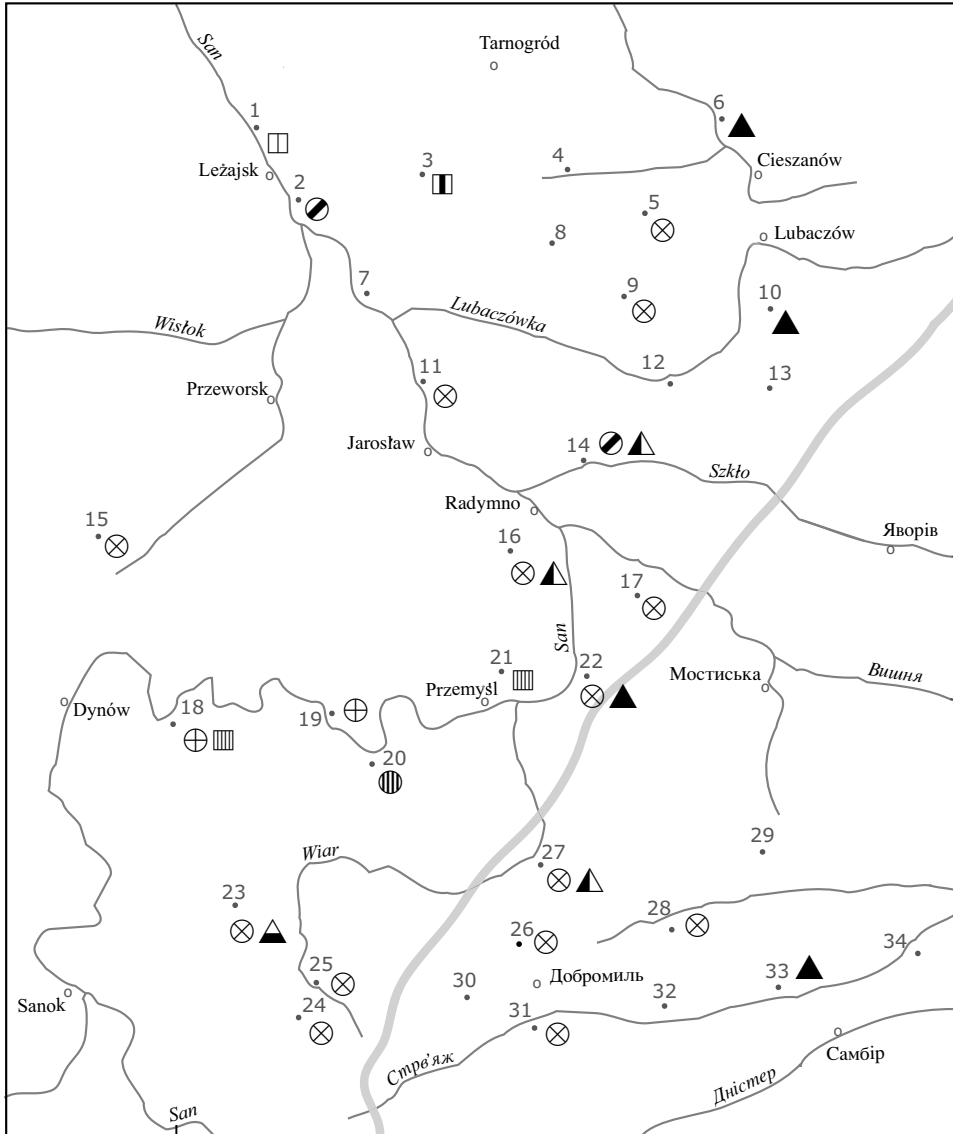 San
Tarnogród
1
6
Leżajsk
3
4
Cieszanów
2
5
8
Lubaczów
7
9
10
Wisłok
Lubaczówka
11
12
13
Przeworsk
Jarosław
14
Szkło
Radymno
15
16
Яворів
17
San
21
22
Мостиська
Вишня
Dynów
18
19
Przemyśl
20
Wiar
27
29
23
28
26
34
25
Sanok
24
30
Добромиль
32
33
31
Самбір
Стрв’яж
Дністер
San